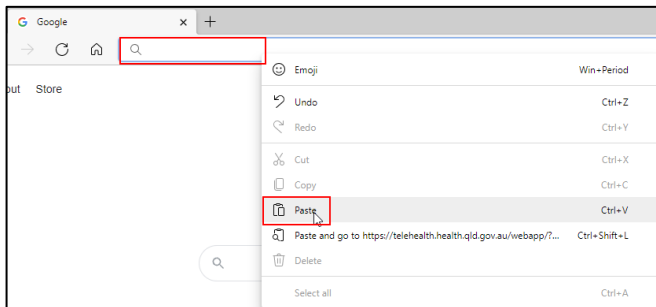 Google
out Store
Emoji Win+Period
Undo Ctrl+Z
Redo Ctrl+Y
Cut Ctrl+X
Copy Ctrl+C
Paste Ctrl+V
Paste and go to https://telehealth.health.qld.gov.au/webapp/?... Ctrl+Shift+L
Delete
Select all Ctrl+A